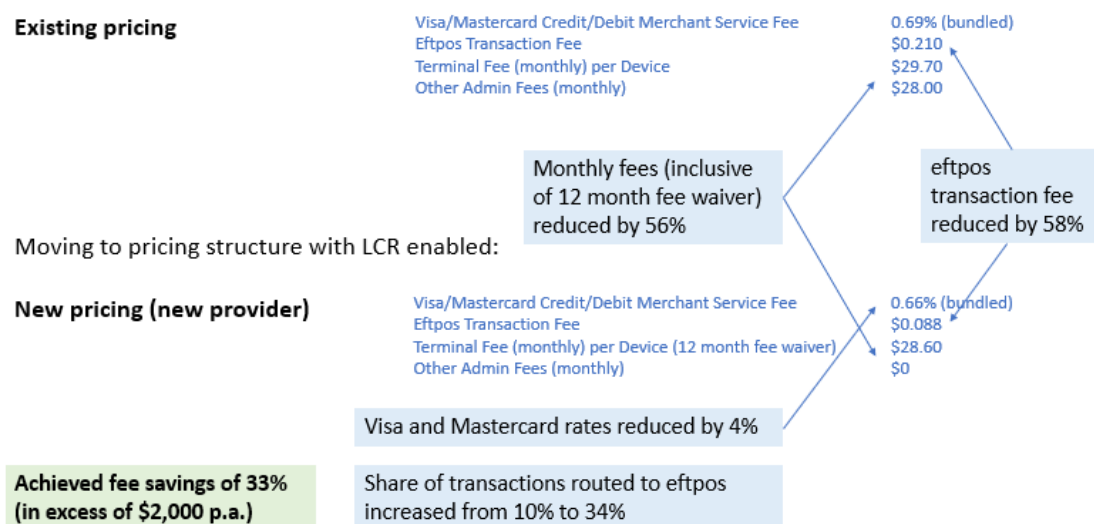 Existing pricing
Visa/Mastercard Credit/Debit Merchant Service Fee 0.69% (bundled)
Eftpos Transaction Fee $0.210
Terminal Fee (monthly) per Device $29.70
Other Admin Fees (monthly) $28.00
Monthly fees (inclusive
of 12 month fee waiver)
reduced by 56%
eftpos
transaction fee
reduced by 58%
Moving to pricing structure with LCR enabled:
New pricing (new provider)
Visa/Mastercard Credit/Debit Merchant Service Fee 0.66% (bundled)
Eftpos Transaction Fee $0.088
Terminal Fee (monthly) per Device (12 month fee waiver) $28.60
Other Admin Fees (monthly) $0
Visa and Mastercard rates reduced by 4%
Achieved fee savings of 33%
(in excess of $2,000 p.a.)
Share of transactions routed to eftpos
increased from 10% to 34%